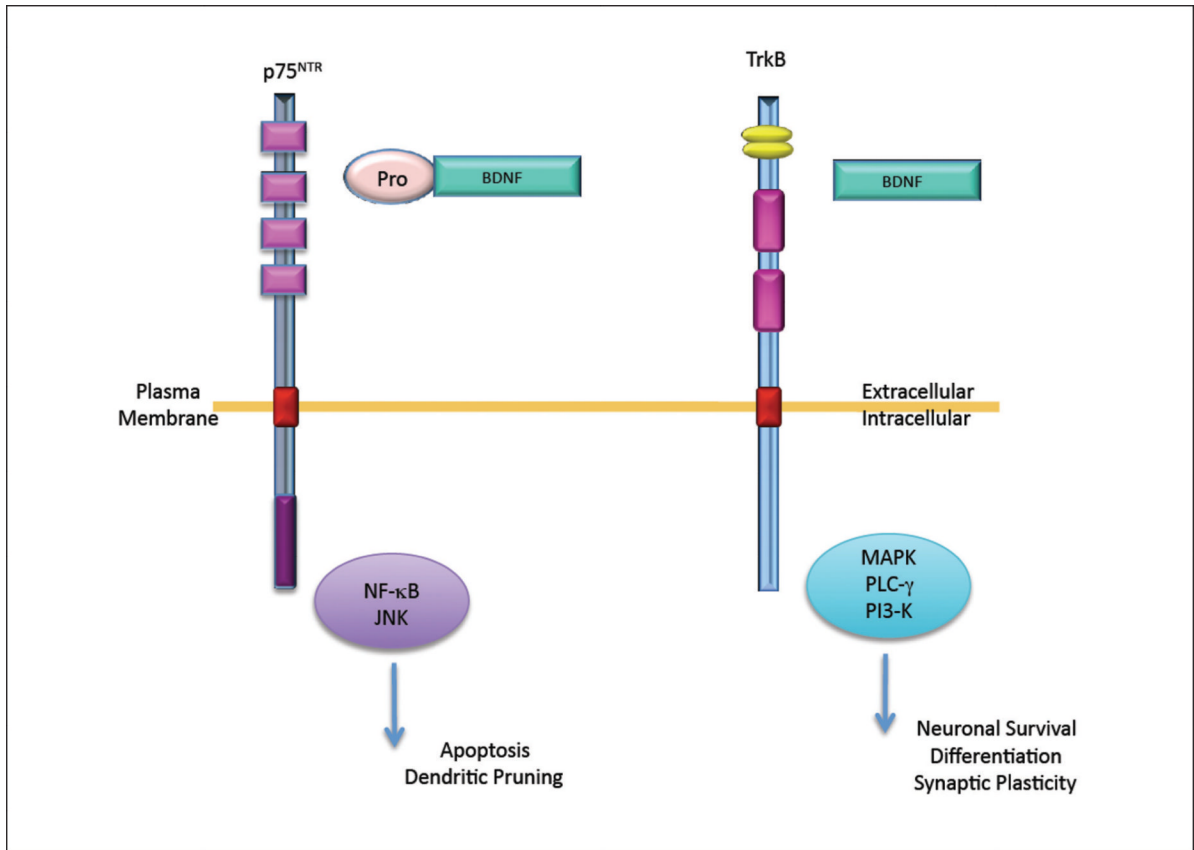 p75NTR
TrkB
Pro
BDNF
BDNF
Plasma
Membrane
Extracellular
Intracellular
NF-κB
JNK
MAPK
PLC-γ
PI3-K
Apoptosis
Dendritic Pruning
Neuronal Survival
Differentiation
Synaptic Plasticity